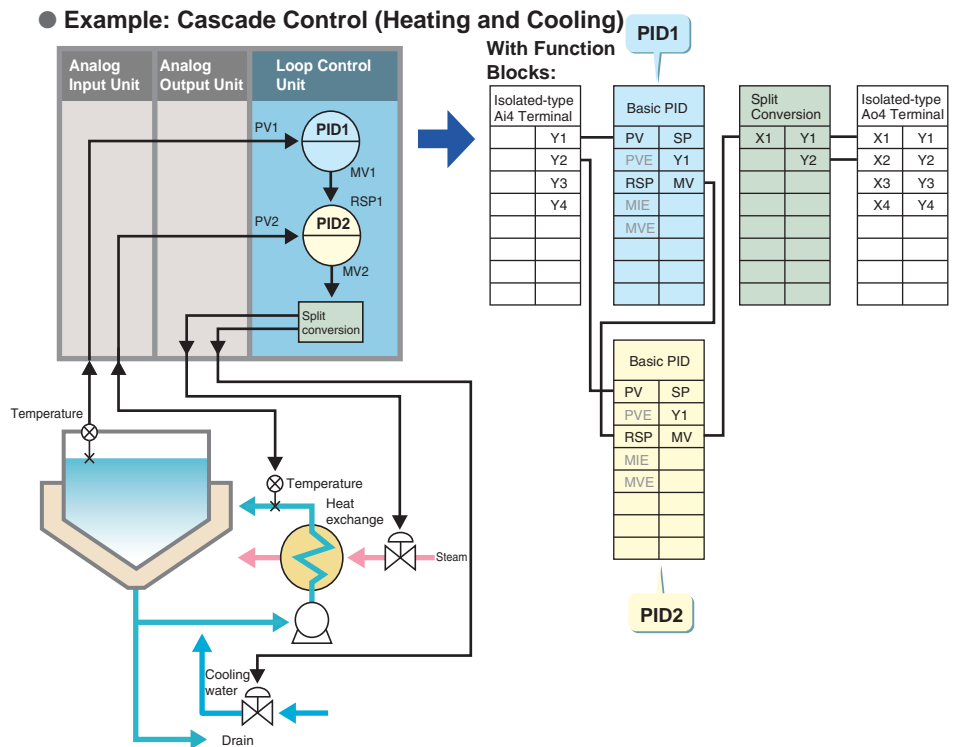 ● Example: Cascade Control (Heating and Cooling)
PID1
With Function
Blocks:
Analog
Input Unit
Analog
Output Unit
Loop Control
Unit
PV1
PID1
MV1
RSP1
PV2
PID2
MV2
Split
conversion
Temperature
Temperature
Heat
exchange
Steam
Cooling
water
Drain
Isolated-type
Ai4 Terminal
Y1
Y2
Y3
Y4
Basic PID
PV SP
PVE Y1
RSP MV
MIE
MVE
Split
Conversion
X1 Y1
Y2
Isolated-type
Ao4 Terminal
X1 Y1
X2 Y2
X3 Y3
X4 Y4
Basic PID
PV SP
PVE Y1
RSP MV
MIE
MVE
PID2